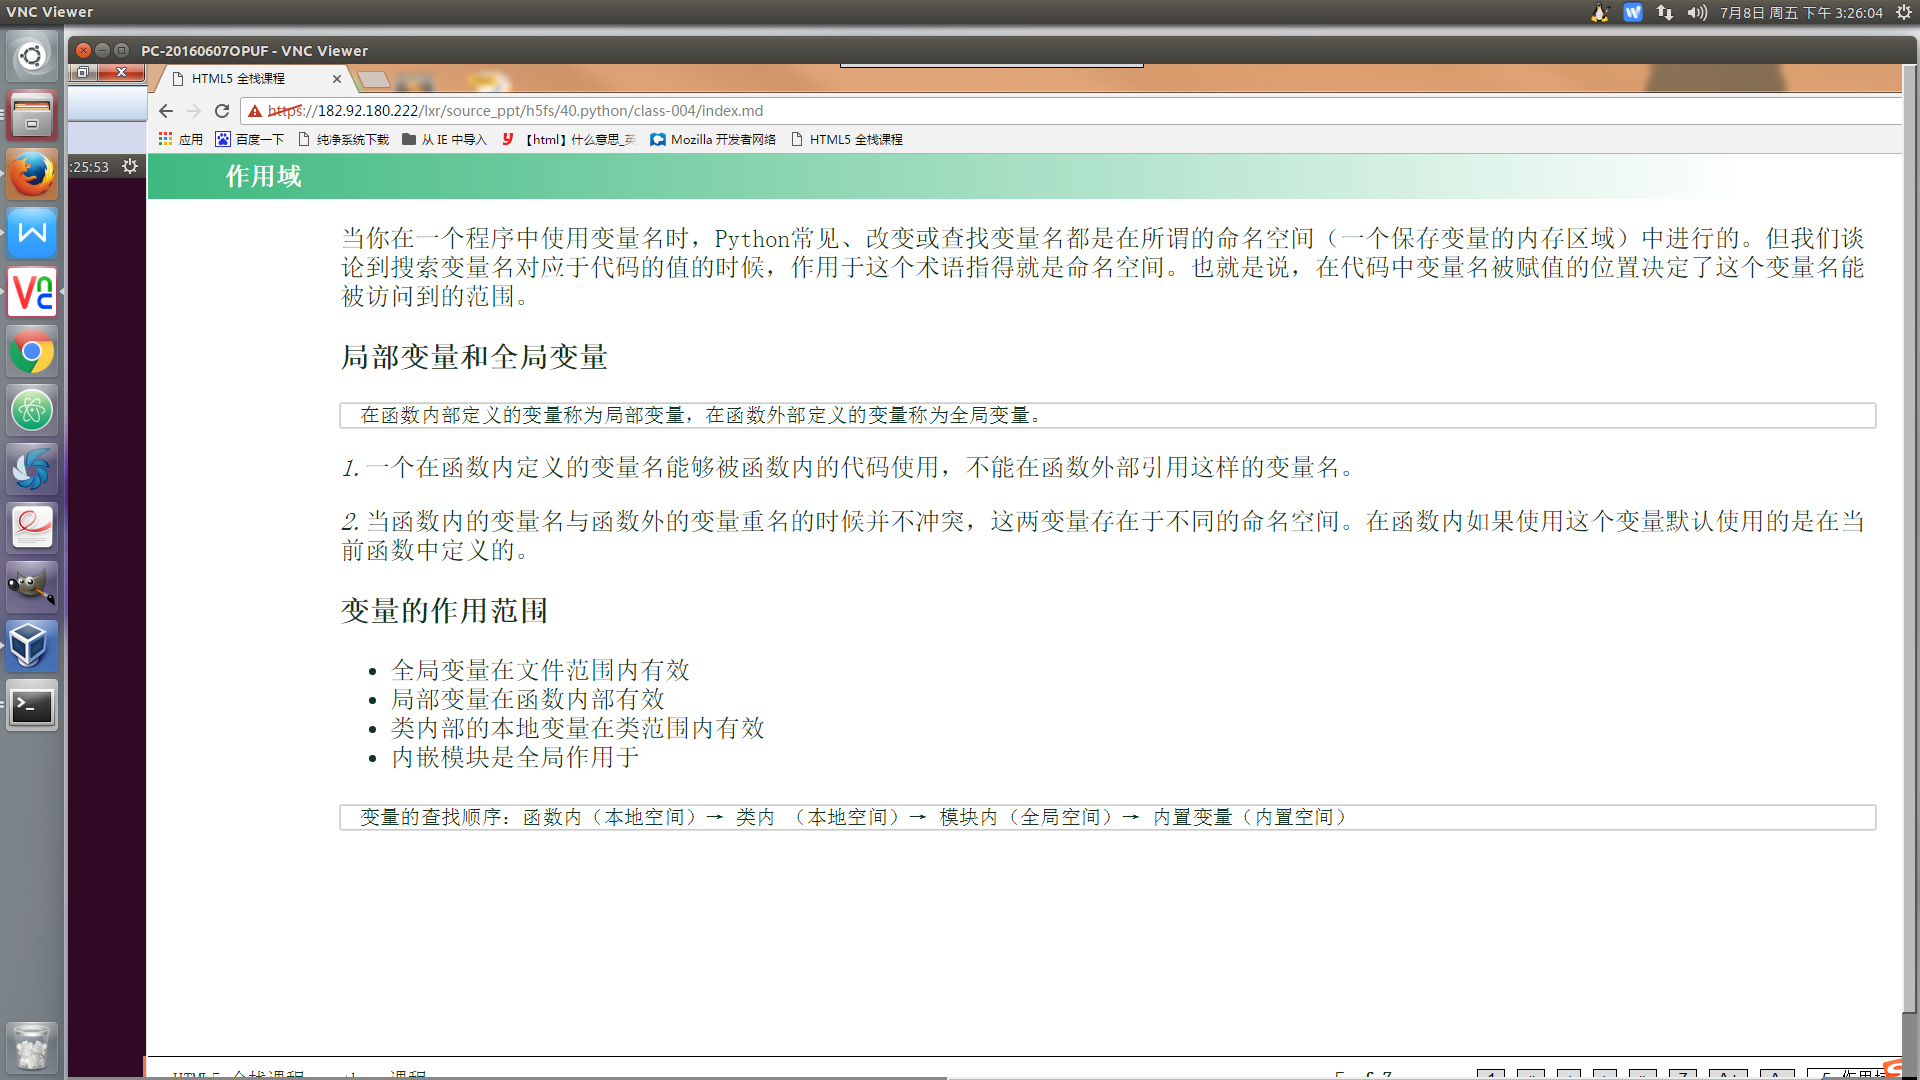 VNC Viewer
7月8日 周五 下午 3:26:04
PC-20160607OPUF - VNC Viewer
HTML5 全栈课程
https://182.92.180.222/lxr/source_ppt/h5fs/40.python/class-004/index.md
应用 百度一下 纯净系统下载 从 IE 中导入 【html】什么意思_英 Mozilla 开发者网络 HTML5 全栈课程
:25:53
作用域
当你在一个程序中使用变量名时，Python常见、改变或查找变量名都是在所谓的命名空间（一个保存变量的内存区域）中进行的。但我们谈
论到搜索变量名对应于代码的值的时候，作用于这个术语指得就是命名空间。也就是说，在代码中变量名被赋值的位置决定了这个变量名能
被访问到的范围。
局部变量和全局变量
在函数内部定义的变量称为局部变量，在函数外部定义的变量称为全局变量。
1. 一个在函数内定义的变量名能够被函数内的代码使用，不能在函数外部引用这样的变量名。
2. 当函数内的变量名与函数外的变量重名的时候并不冲突，这两变量存在于不同的命名空间。在函数内如果使用这个变量默认使用的是在当
前函数中定义的。
变量的作用范围
• 全局变量在文件范围内有效
• 局部变量在函数内部有效
• 类内部的本地变量在类范围内有效
• 内嵌模块是全局作用于
变量的查找顺序：函数内（本地空间）→ 类内 （本地空间）→ 模块内（全局空间）→ 内置变量（内置空间）
HTML5 全栈课程
课程